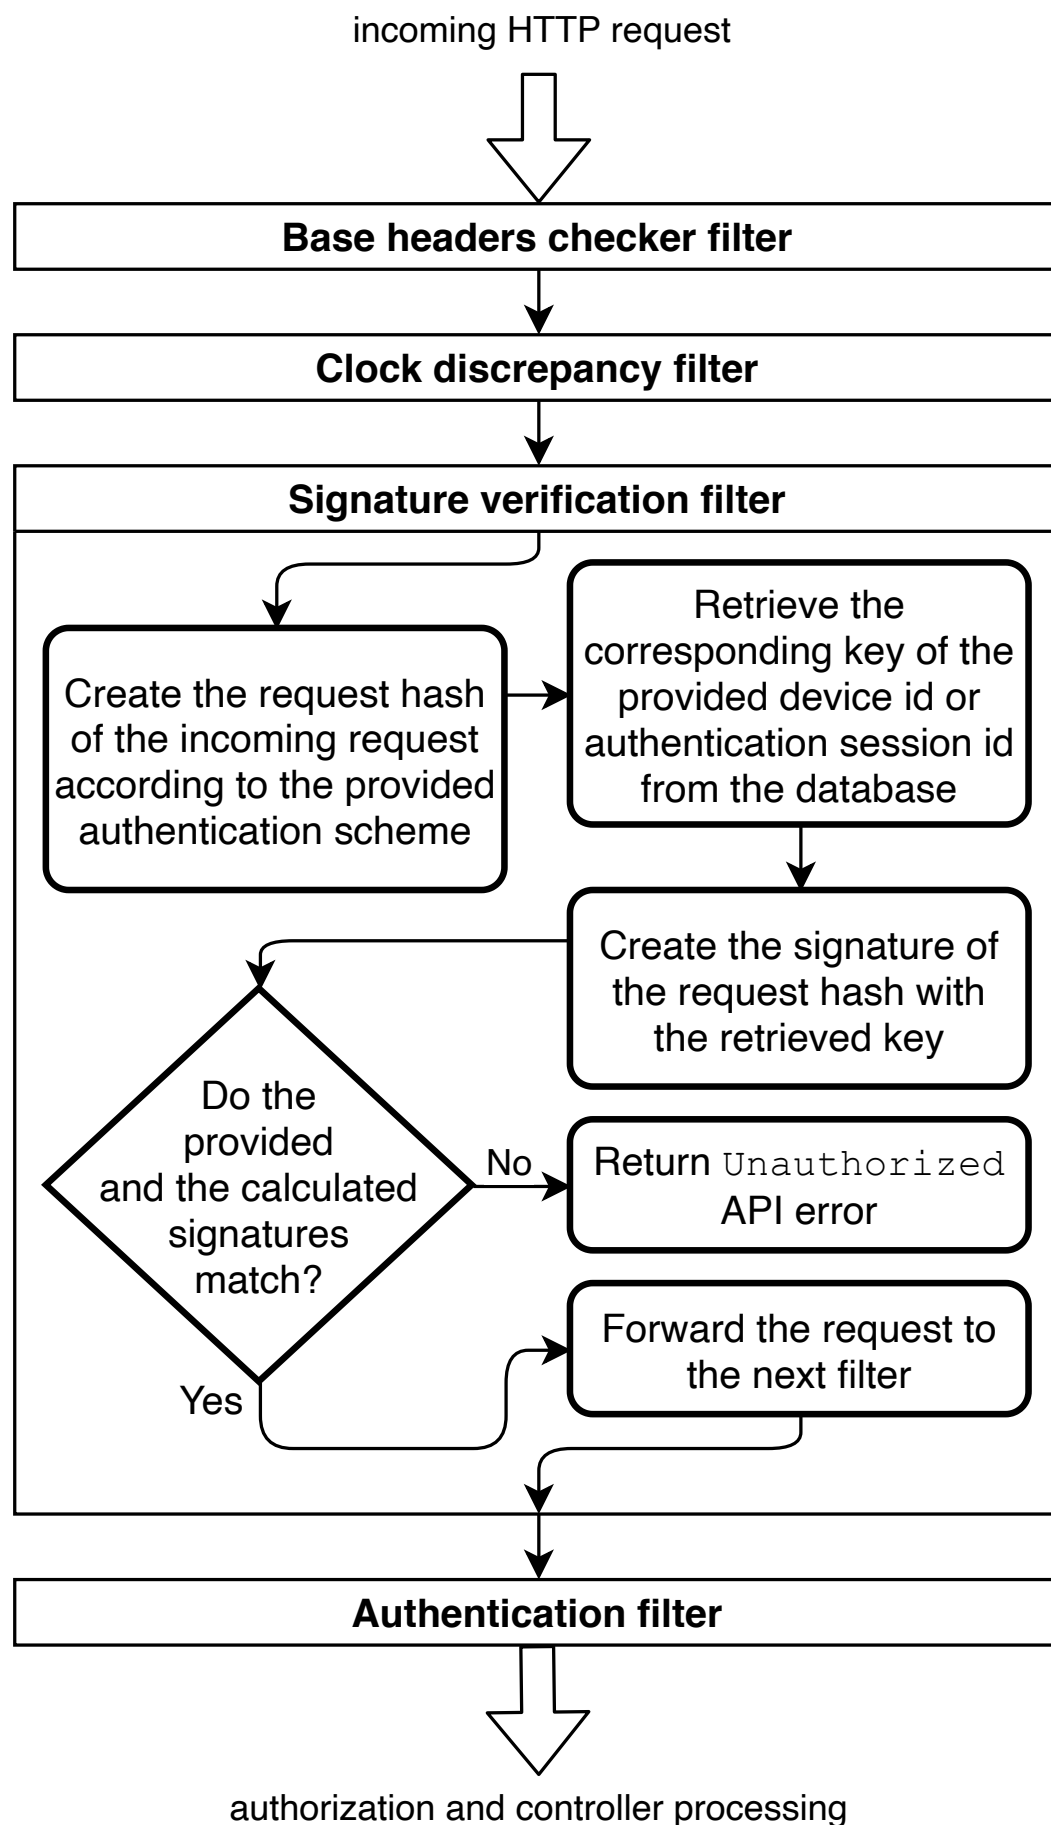 incoming HTTP request
Base headers checker filter
Clock discrepancy filter
Signature verification filter
Create the request hash
of the incoming request
according to the provided
authentication scheme
Retrieve the
corresponding key of the
provided device id or
authentication session id
from the database
Create the signature of
the request hash with
the retrieved key
Do the
provided
and the calculated
signatures
match?
No
Return Unauthorized
API error
Yes
Forward the request to
the next filter
Authentication filter
authorization and controller processing